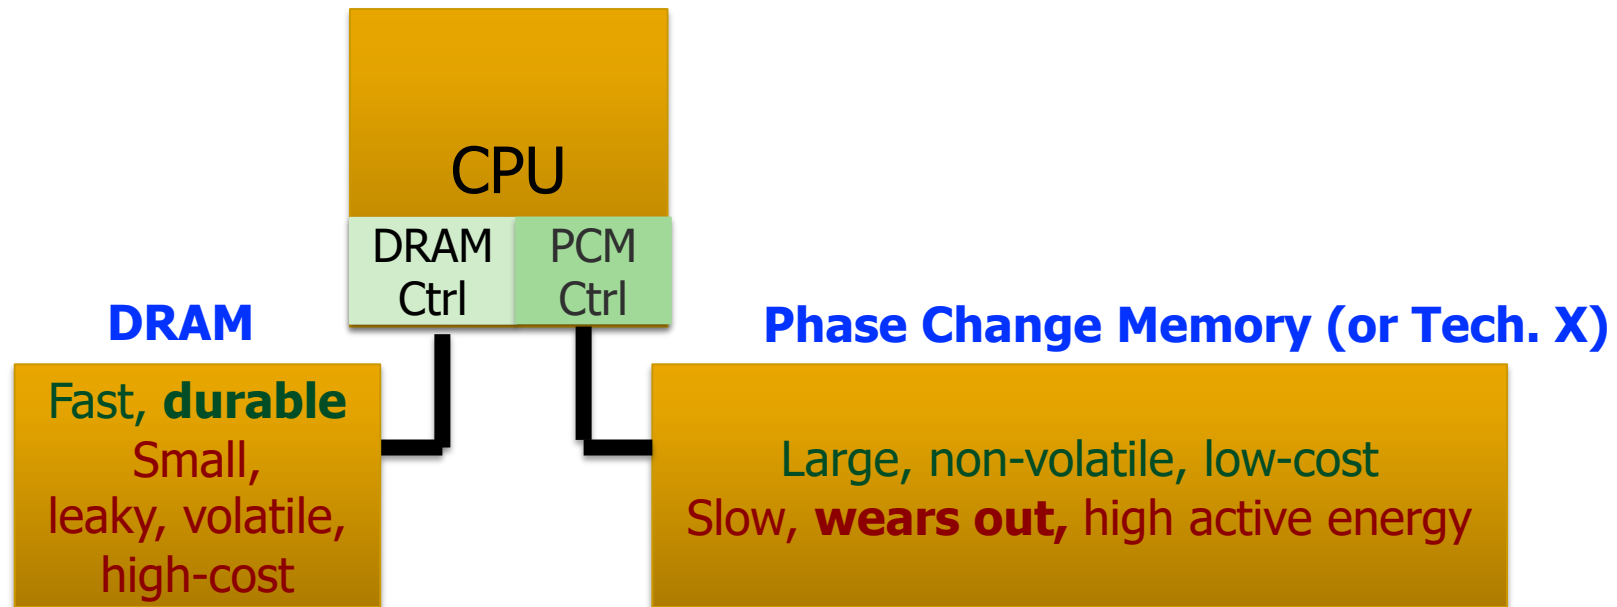 CPU
DRAM
Ctrl
PCM
Ctrl
DRAM
Fast, durable
Small,
leaky, volatile,
high-cost
Phase Change Memory (or Tech. X)
Large, non-volatile, low-cost
Slow, wears out, high active energy